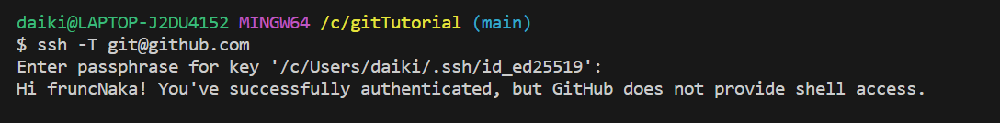 daiki@LAPTOP-J2DU4152 MINGW64 /c/gitTutorial (main)
$ ssh -T git@github.com
Enter passphrase for key '/c/Users/daiki/.ssh/id_ed25519':
Hi fruncNaka! You've successfully authenticated, but GitHub does not provide shell access.